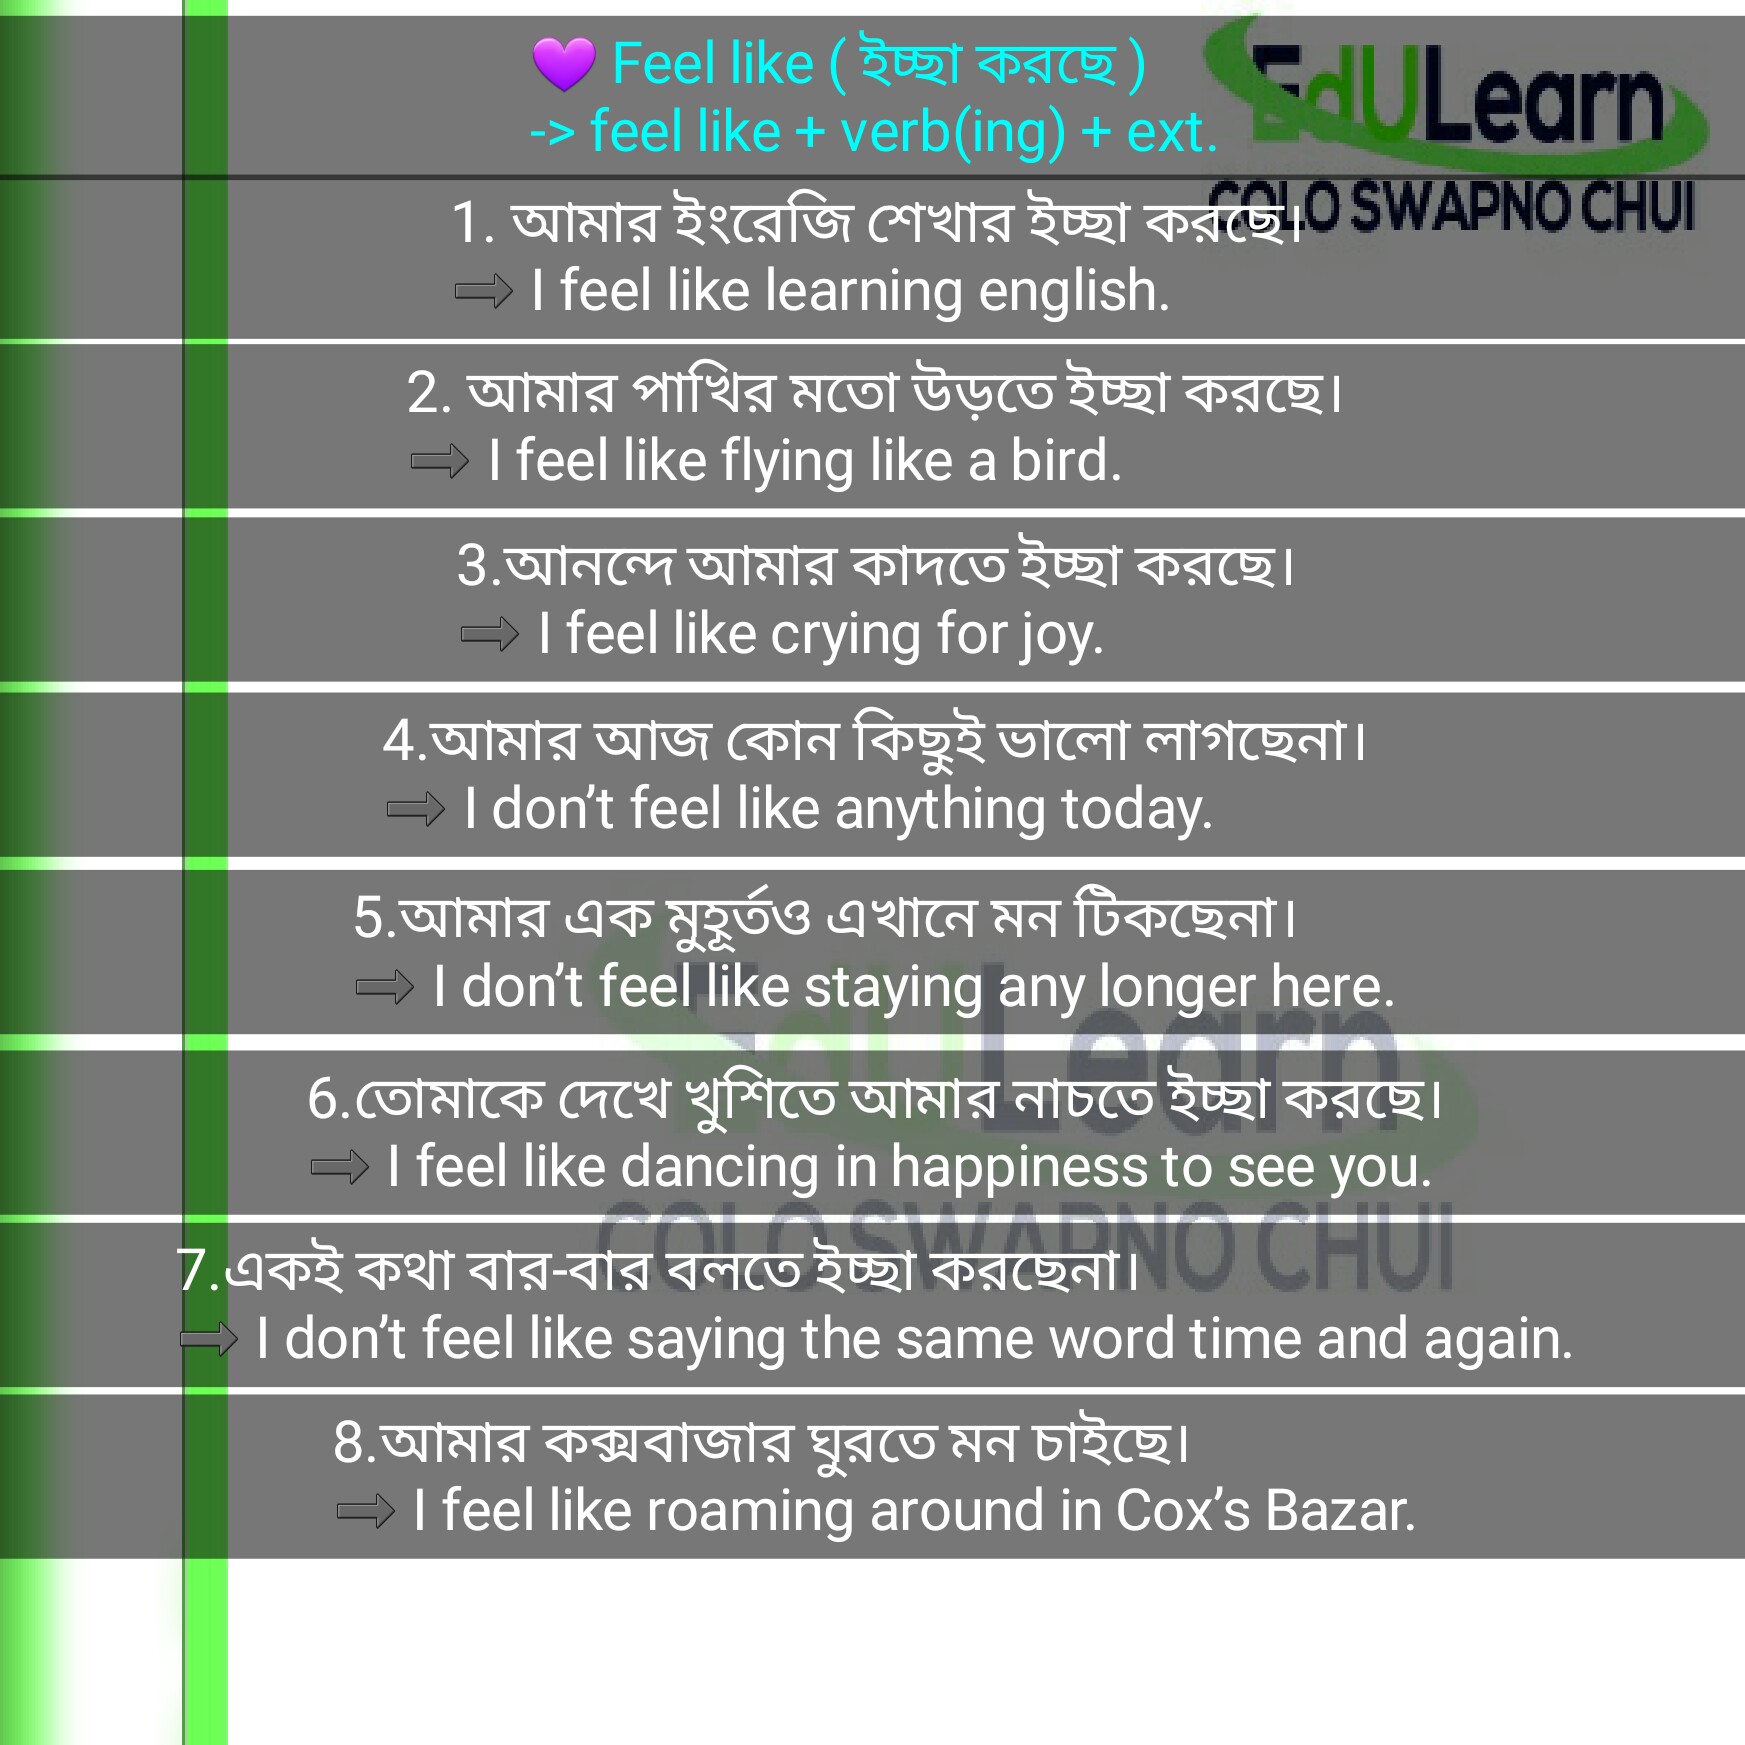 💜 Feel like ( ইচ্ছা করছে )
-> feel like + verb(ing) + ext.
EdULearn
COLO SWAPNO CHUI
1. আমার ইংরেজি শেখার ইচ্ছা করছে।
➡ I feel like learning english.
2. আমার পাখির মতো উড়তে ইচ্ছা করছে।
➡ I feel like flying like a bird.
3.আনন্দে আমার কাদতে ইচ্ছা করছে।
➡ I feel like crying for joy.
4.আমার আজ কোন কিছুই ভালো লাগছেনা।
➡ I don’t feel like anything today.
5.আমার এক মুহূর্তও এখানে মন টিকছেনা।
➡ I don’t feel like staying any longer here.
EdULearn
6.তোমাকে দেখে খুশিতে আমার নাচতে ইচ্ছা করছে।
➡ I feel like dancing in happiness to see you.
COLO SWAPNO CHUI
7.একই কথা বার-বার বলতে ইচ্ছা করছেনা।
➡ I don’t feel like saying the same word time and again.
8.আমার কক্সবাজার ঘুরতে মন চাইছে।
➡ I feel like roaming around in Cox’s Bazar.